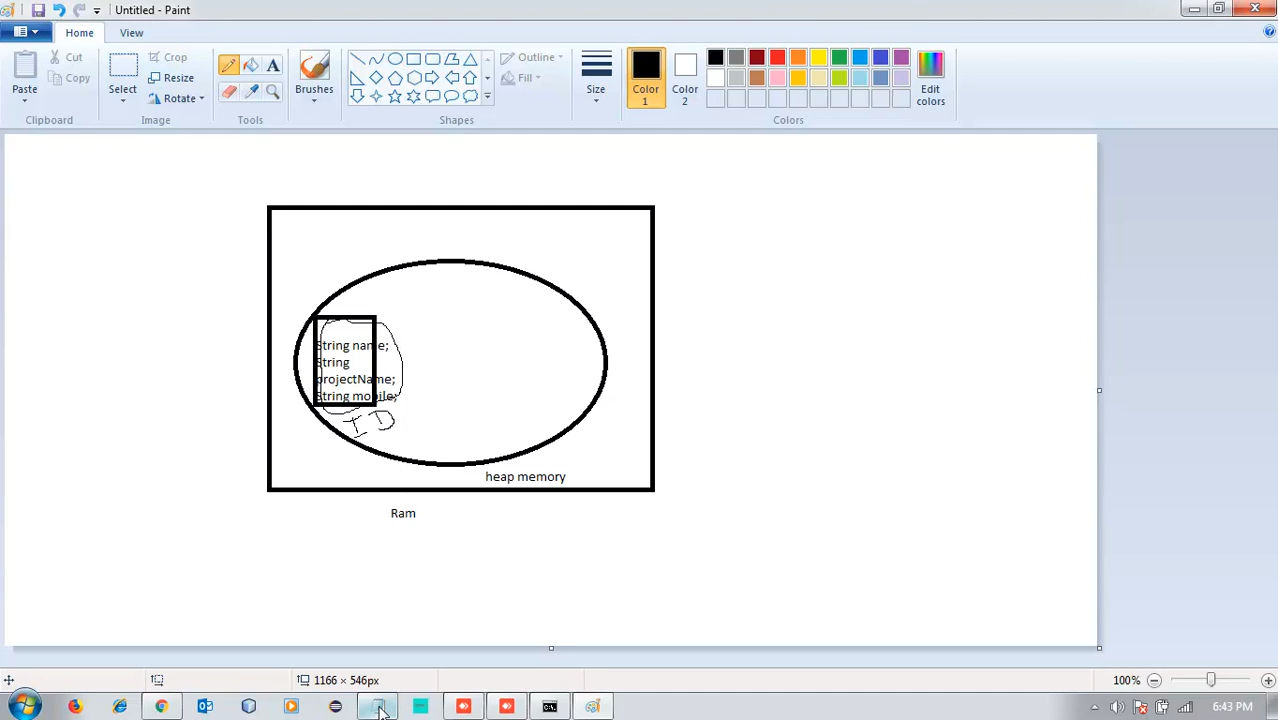 Untitled - Paint
Home View
Cut
Copy
Paste
Clipboard
Select
Crop
Resize
Rotate
Image
A
Tools
Brushes
Shapes
Outline
Fill
Size
Color 1
Color 2
Edit colors
Colors
String name;
String
projectName;
String mobile;
ID
heap memory
Ram
1166 × 546px
100%
6:43 PM